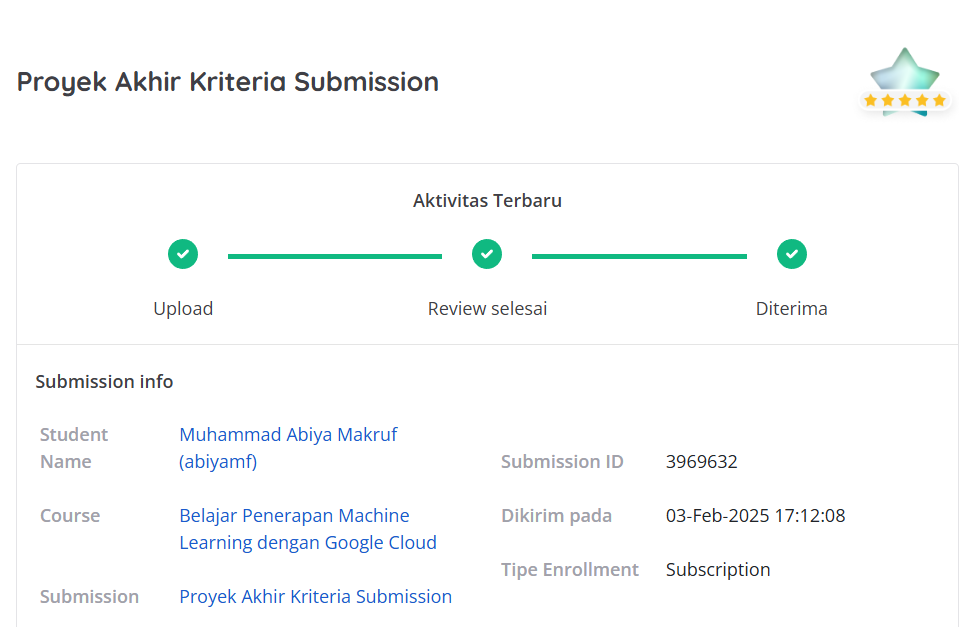 Proyek Akhir Kriteria Submission
Aktivitas Terbaru
Upload
Review selesai
Diterima
Submission info
Student
Name
Muhammad Abiya Makruf
(abiyamf)
Course
Belajar Penerapan Machine
Learning dengan Google Cloud
Submission
Proyek Akhir Kriteria Submission
Submission ID
3969632
Dikirim pada
03-Feb-2025 17:12:08
Tipe Enrollment
Subscription